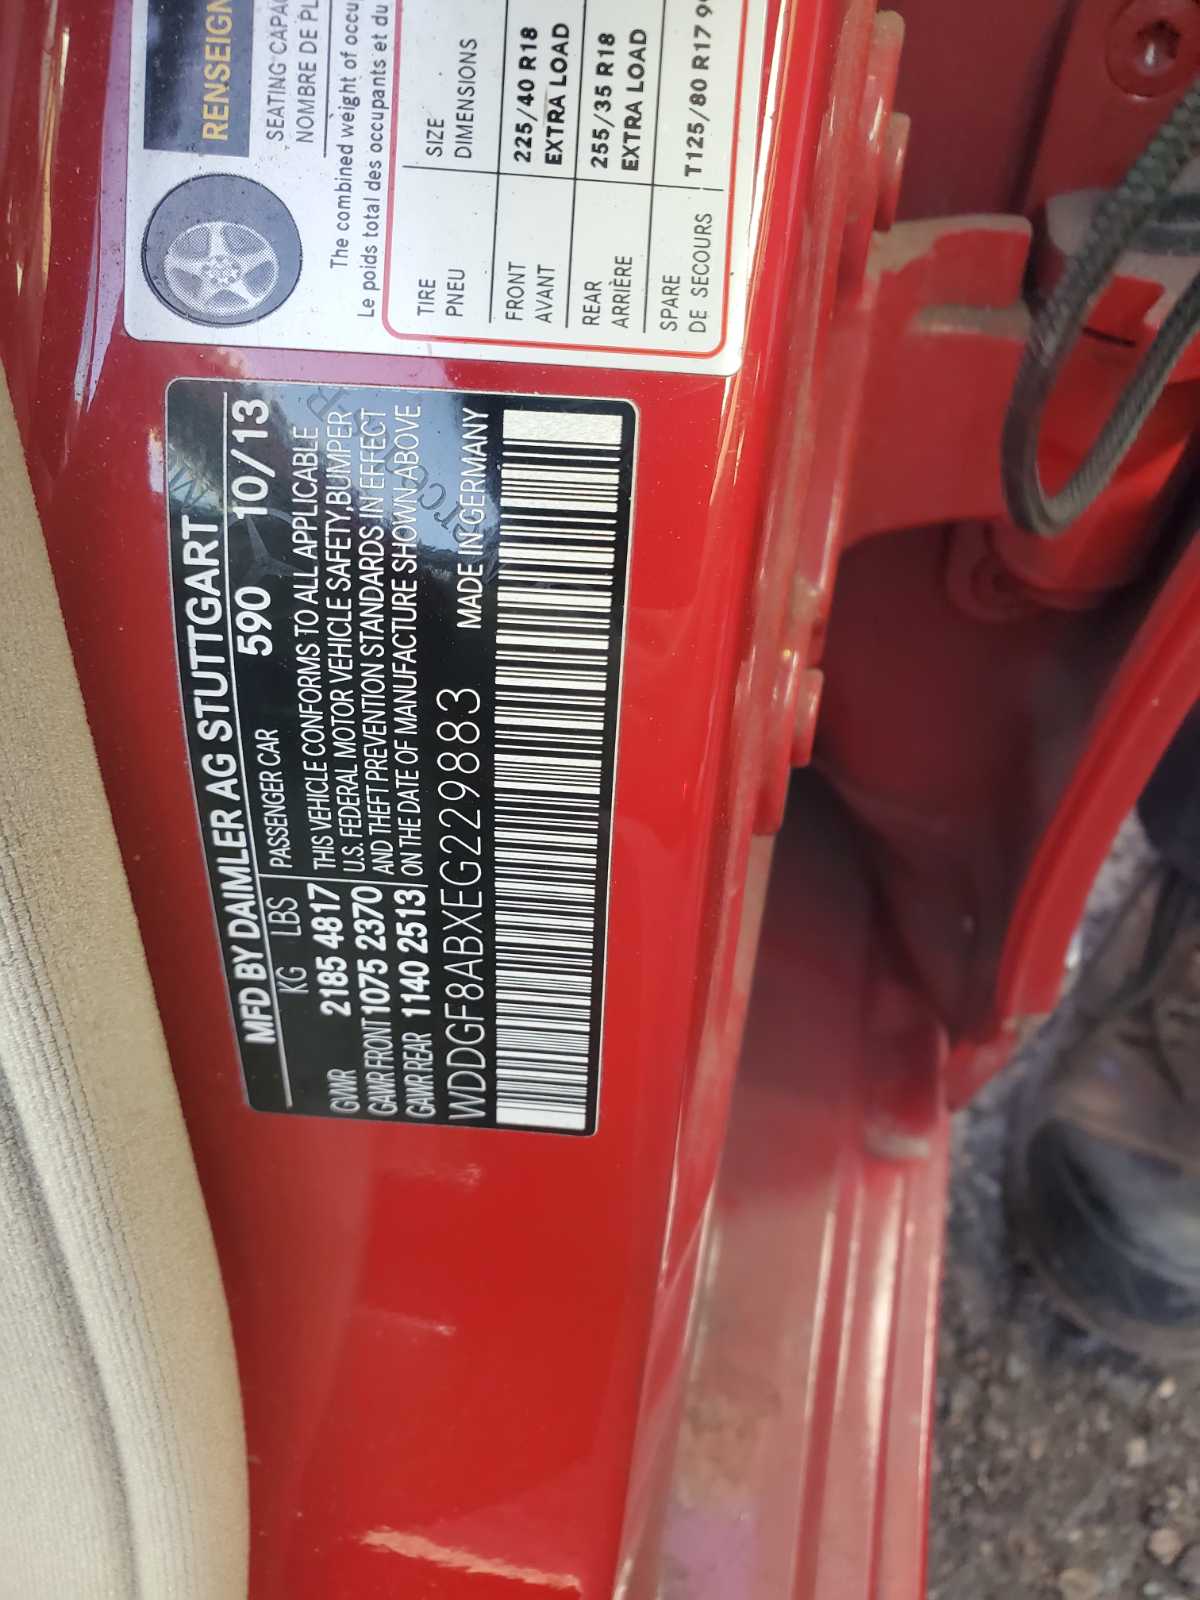 RENSEIGN
SEATING CAPA
NOMBRE DE PL
The combined weight of occu
Le poids total des occupants et du
TIRE SIZE
PNEU DIMENSIONS
FRONT 225/40 R18
AVANT EXTRA LOAD
REAR 255/35 R18
ARRIÈRE EXTRA LOAD
SPARE T125/80 R17 9
DE SECOURS
MFD BY DAIMLER AG STUTTGART
KG LBS PASSENGER CAR 590 10/13
GVWR 2185 4817 THIS VEHICLE CONFORMS TO ALL APPLICABLE
GAWR FRONT 1075 2370 U.S. FEDERAL MOTOR VEHICLE SAFETY,BUMPER
AND THEFT PREVENTION STANDARDS IN EFFECT
GAWR REAR 1140 2513 ON THE DATE OF MANUFACTURE SHOWN ABOVE
WDDGF8ABXEG229883 MADE IN GERMANY